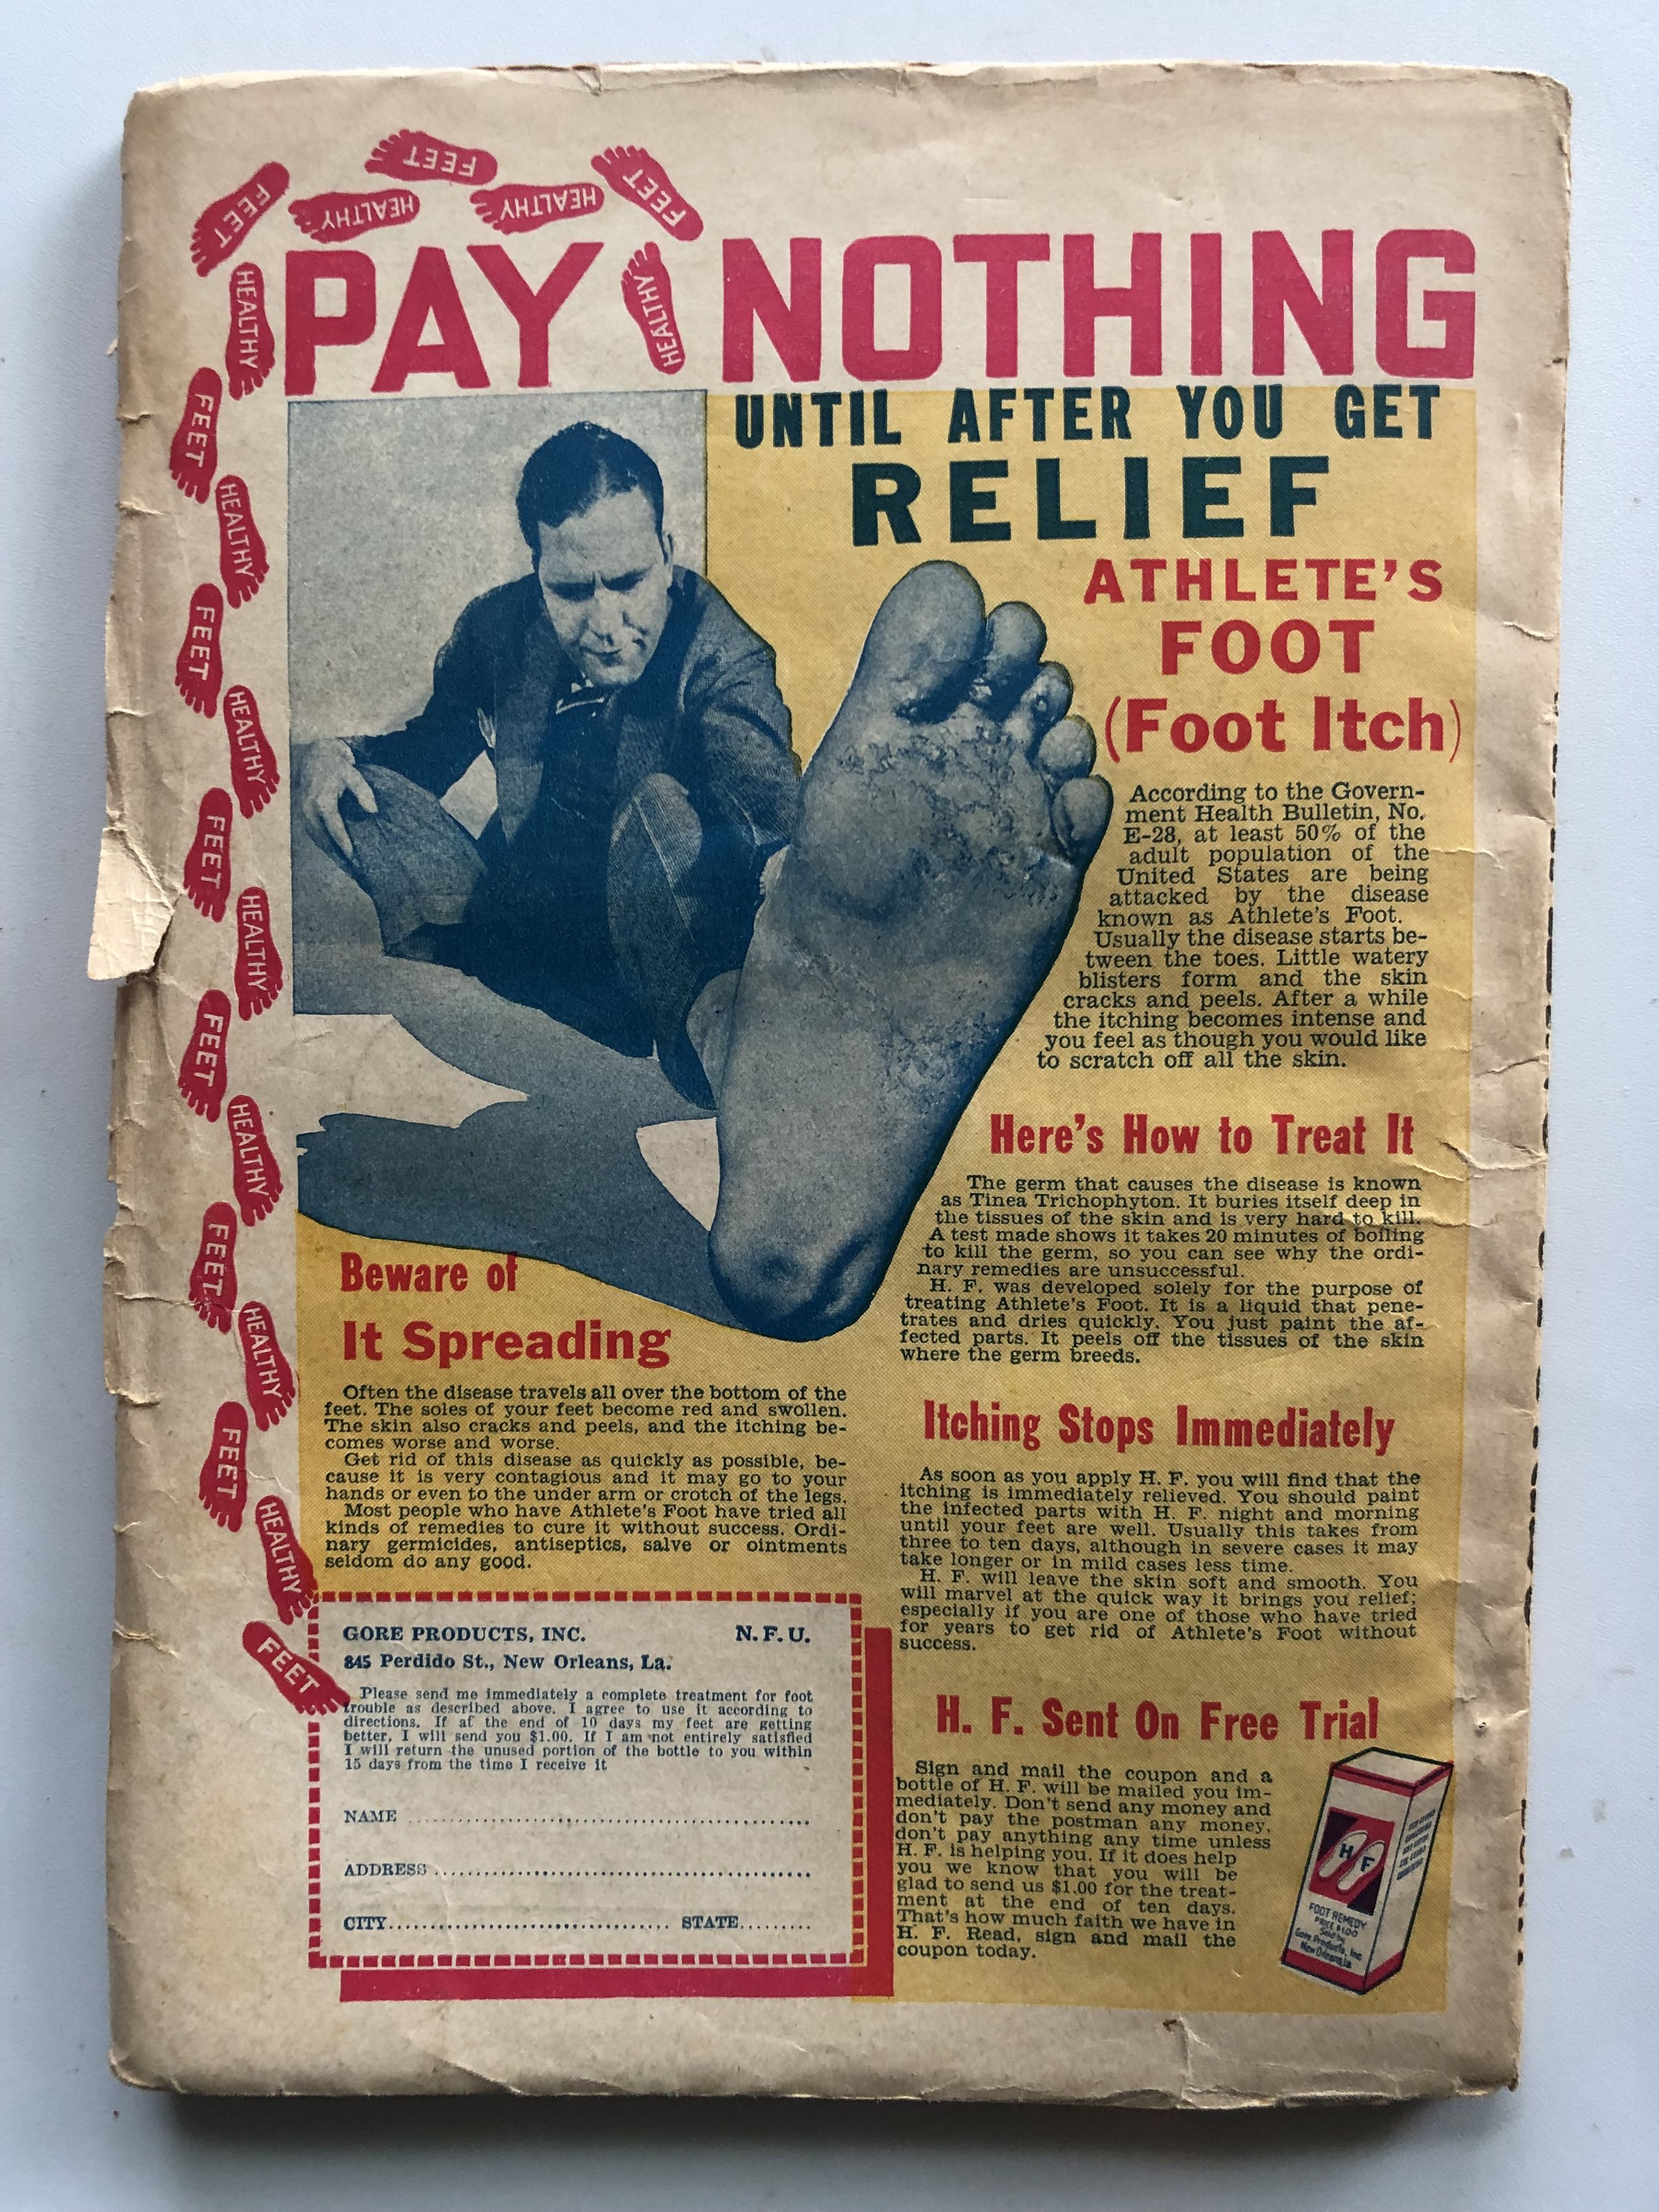 FEET
HEALTHY
FEET
HEALTHY
FEET
HEALTHY
PAY NOTHING
UNTIL AFTER YOU GET
RELIEF
ATHLETE'S
FOOT
(Foot Itch)
According to the Govern-
ment Health Bulletin, No.
E-28, at least 50% of the
adult population of the
United States are being
attacked by the disease
known as Athlete's Foot.
Usually the disease starts be-
tween the toes. Little watery
blisters form and the skin
cracks and peels. After a while
the itching becomes intense and
you feel as though you would like
to scratch off all the skin.
Here's How to Treat It
The germ that causes the disease is known
as Tinea Trichophyton. It buries itself deep in
the tissues of the skin and is very hard to kill.
A test made shows it takes 20 minutes of boiling
to kill the germ, so you can see why the ordi-
nary remedies are unsuccessful.
H. F. was developed solely for the purpose of
treating Athlete's Foot. It is a liquid that pene-
trates and dries quickly. You just paint the af-
fected parts. It peels off the tissues of the skin
where the germ breeds.
Itching Stops Immediately
As soon as you apply H. F. you will find that the
itching is immediately relieved. You should paint
the infected parts with H. F. night and morning
until your feet are well. Usually this takes from
three to ten days, although in severe cases it may
take longer or in mild cases less time.
H. F. will leave the skin soft and smooth. You
will marvel at the quick way it brings you relief;
especially if you are one of those who have tried
for years to get rid of Athlete's Foot without
success.
H. F. Sent On Free Trial
Sign and mail the coupon and a
bottle of H. F. will be mailed you im-
mediately. Don't send any money and
don't pay the postman any money,
don't pay anything any time unless
H. F. is helping you. If it does help
you we know that you will be
glad to send us $1.00 for the treat-
ment at the end of ten days.
That's how much faith we have in
H. F. Read, sign and mail the
coupon today.
H F
FOOT REMEDY
PRICE $1.00
Sold by
Gore Products, Inc
New Orleans, La
Beware of
It Spreading
Often the disease travels all over the bottom of the
feet. The soles of your feet become red and swollen.
The skin also cracks and peels, and the itching be-
comes worse and worse.
Get rid of this disease as quickly as possible, be-
cause it is very contagious and it may go to your
hands or even to the under arm or crotch of the legs.
Most people who have Athlete's Foot have tried all
kinds of remedies to cure it without success. Ordi-
nary germicides, antiseptics, salve or ointments
seldom do any good.
GORE PRODUCTS, INC. N. F. U.
845 Perdido St., New Orleans, La.
Please send me immediately a complete treatment for foot
trouble as described above. I agree to use it according to
directions. If at the end of 10 days my feet are getting
better, I will send you $1.00. If I am not entirely satisfied
I will return the unused portion of the bottle to you within
15 days from the time I receive it
NAME
ADDRESS
CITY STATE
HEALTHY
FEET
HEALTHY
FEET
HEALTHY
FEET
HEALTHY
FEET
HEALTHY
FEET
HEALTHY
FEET
HEALTHY
FEET